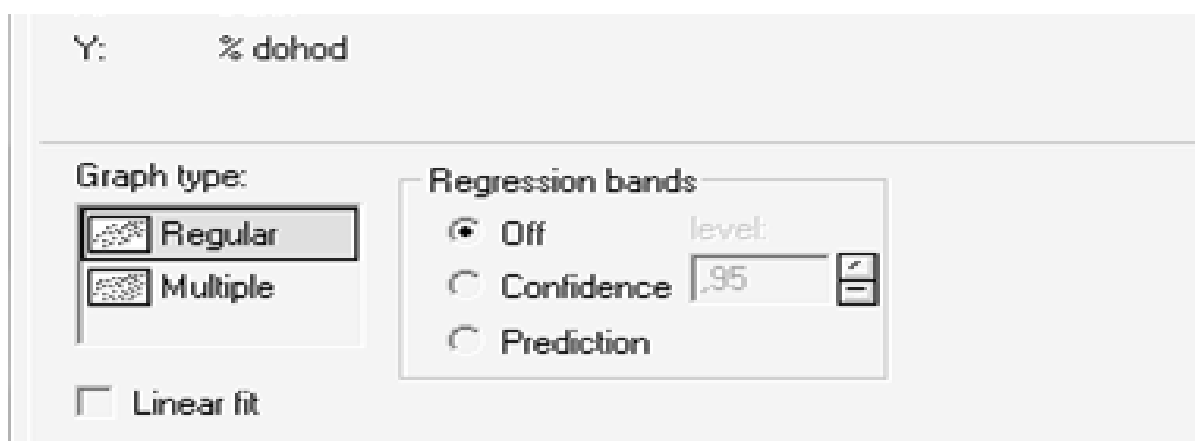 Y: % dohod
Graph type:
Regular
Multiple
Linear fit
Regression bands
Off
level:
Confidence ,95
Prediction